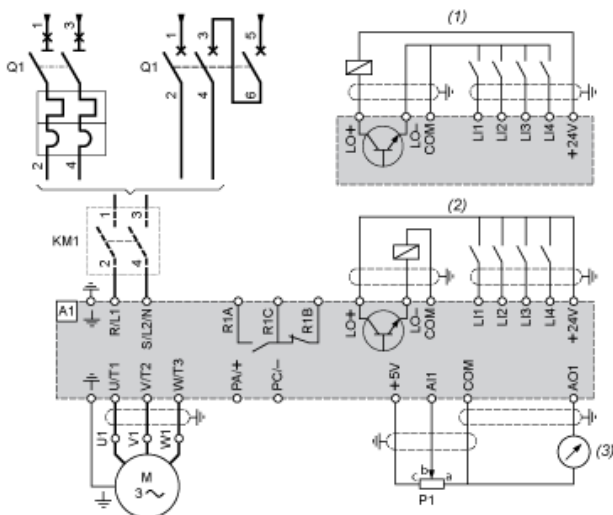 (1)
1 3
Q1
2 4
1 3 5
Q1
2 4 6
LO+ LO- COM LI1 LI2 LI3 LI4 +24V
(2)
1 3
KM1
2 4
A1
R/L1 S/L2/N R1A R1C R1B LO+ LO- COM LI1 LI2 LI3 LI4 +24V
U/T1 V/T2 W/T3 PA/+ PC/- +5V AI1 COM AO1
U1 V1 W1
(3)
M
3~
c b a
P1